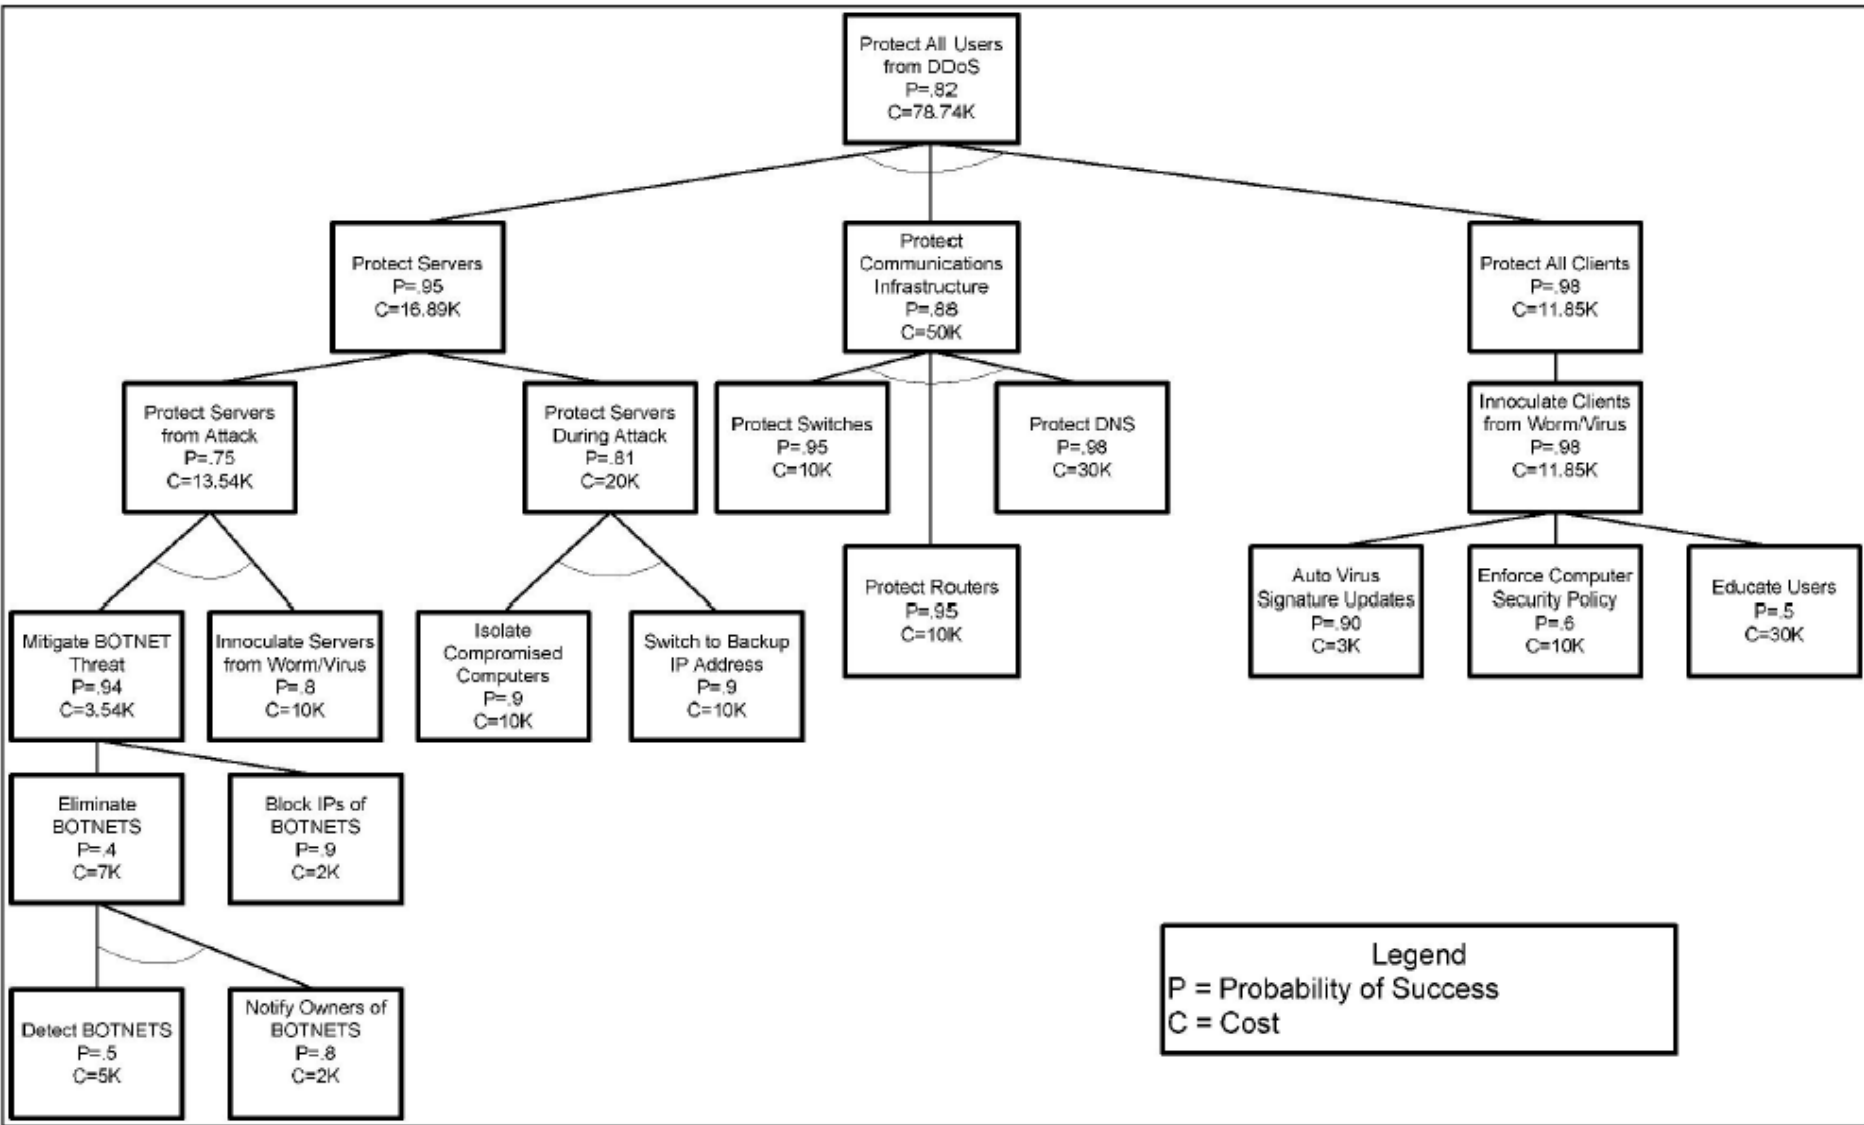 Protect All Users
from DDoS
P=.82
C=78.74K
Protect Servers
P=.95
C=16.89K
Protect
Communications
Infrastructure
P=.88
C=50K
Protect All Clients
P=.98
C=11.85K
Protect Servers
from Attack
P=.75
C=13.54K
Protect Servers
During Attack
P=.81
C=20K
Protect Switches
P=.95
C=10K
Protect DNS
P=.98
C=30K
Innoculate Clients
from Worm/Virus
P=.98
C=11.85K
Protect Routers
P=.95
C=10K
Auto Virus
Signature Updates
P=.90
C=3K
Enforce Computer
Security Policy
P=.6
C=10K
Educate Users
P=.5
C=30K
Mitigate BOTNET
Threat
P=.94
C=3.54K
Innoculate Servers
from Worm/Virus
P=.8
C=10K
Isolate
Compromised
Computers
P=.9
C=10K
Switch to Backup
IP Address
P=.9
C=10K
Eliminate
BOTNETS
P=.4
C=7K
Block IPs of
BOTNETS
P=.9
C=2K
Detect BOTNETS
P=.5
C=5K
Notify Owners of
BOTNETS
P=.8
C=2K
Legend
P = Probability of Success
C = Cost